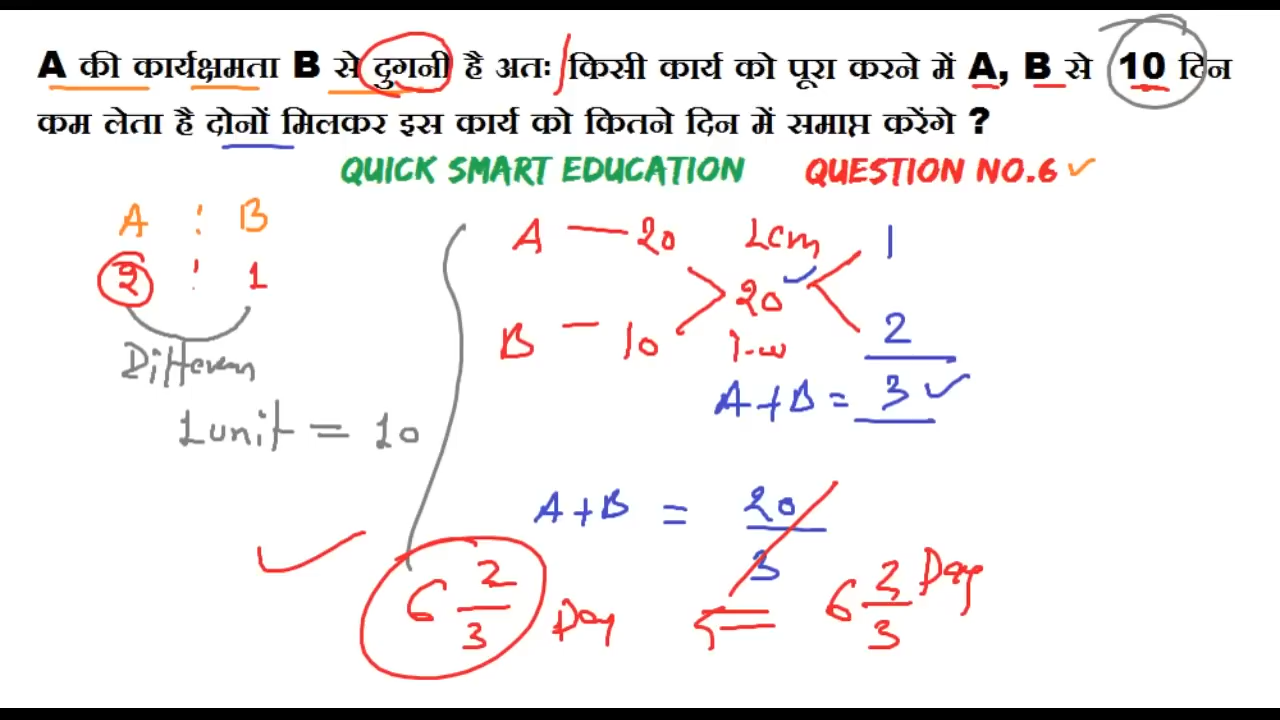 A की कार्यक्षमता B से दुगनी है अतः किसी कार्य को पूरा करने में A, B से 10 दिन
कम लेता है दोनों मिलकर इस कार्य को कितने दिन में समाप्त करेंगे ?
QUICK SMART EDUCATION QUESTION NO.6
A : B
2 : 1
Differen
1 unit = 10
A — 20
B — 10
Lcm
20
T.w
1
2
A+B = 3
A+B = 20/3
6 2/3 Day
6 2/3 Day